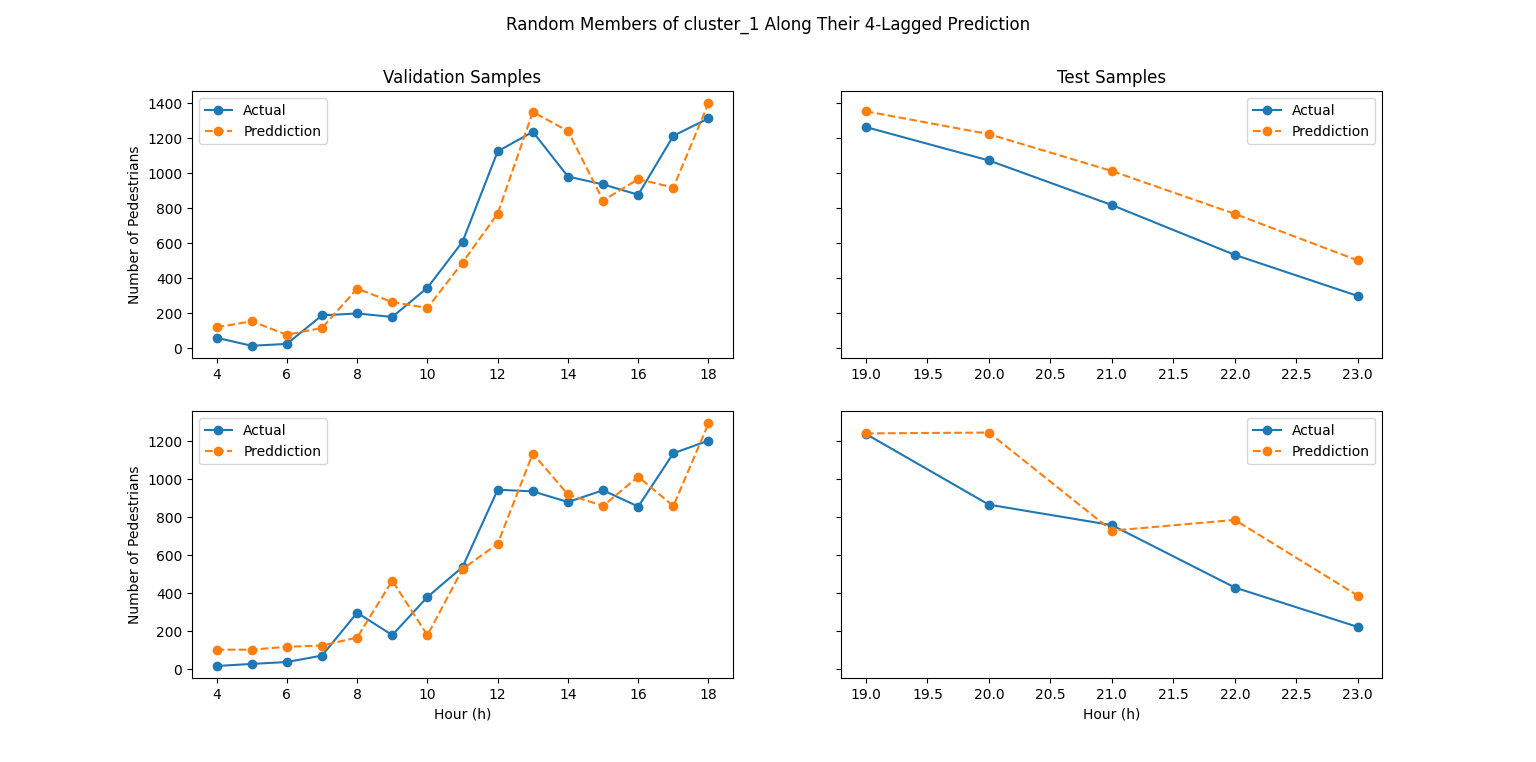 Random Members of cluster_1 Along Their 4-Lagged Prediction
Validation Samples
Actual
Preddiction
Number of Pedestrians
1400
1200
1000
800
600
400
200
0
4 6 8 10 12 14 16 18
Test Samples
Actual
Preddiction
19.0 19.5 20.0 20.5 21.0 21.5 22.0 22.5 23.0
Actual
Preddiction
Number of Pedestrians
1200
1000
800
600
400
200
0
4 6 8 10 12 14 16 18
Hour (h)
Actual
Preddiction
19.0 19.5 20.0 20.5 21.0 21.5 22.0 22.5 23.0
Hour (h)